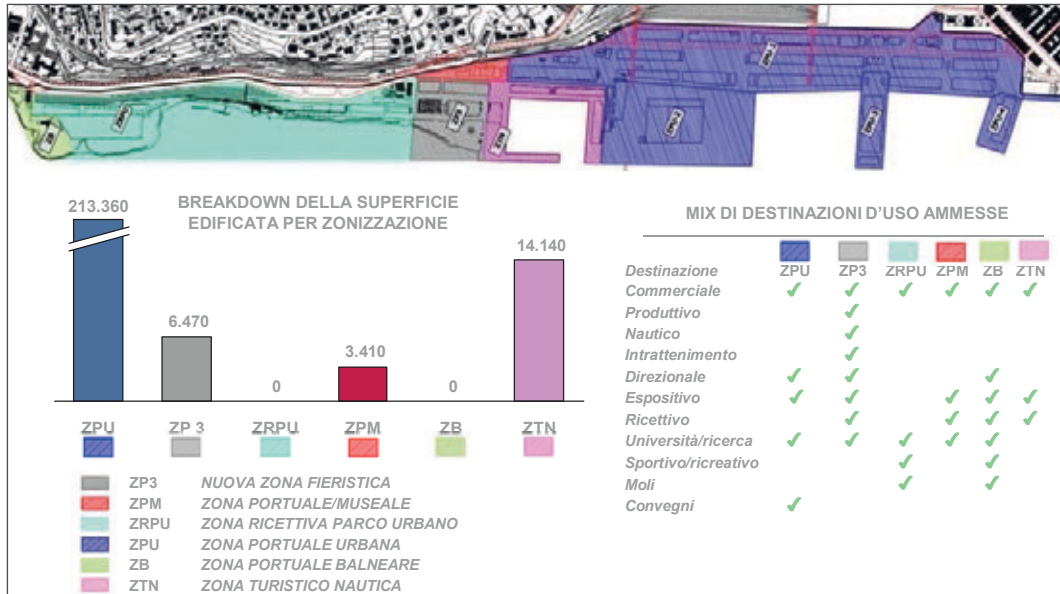 BREAKDOWN DELLA SUPERFICIE
EDIFICATA PER ZONIZZAZIONE
213.360
6.470
0
3.410
0
14.140
ZPU
ZP 3
ZRPU
ZPM
ZB
ZTN
ZP3 NUOVA ZONA FIERISTICA
ZPM ZONA PORTUALE/MUSEALE
ZRPU ZONA RICETTIVA PARCO URBANO
ZPU ZONA PORTUALE URBANA
ZB ZONA PORTUALE BALNEARE
ZTN ZONA TURISTICO NAUTICA
MIX DI DESTINAZIONI D'USO AMMESSE
Destinazione ZPU ZP3 ZRPU ZPM ZB ZTN
Commerciale ✓ ✓ ✓ ✓ ✓ ✓
Produttivo ✓
Nautico ✓
Intrattenimento ✓
Direzionale ✓ ✓ ✓
Espositivo ✓ ✓ ✓ ✓ ✓
Ricettivo ✓ ✓ ✓ ✓
Università/ricerca ✓ ✓ ✓ ✓ ✓
Sportivo/ricreativo ✓ ✓
Moli ✓ ✓
Convegni ✓